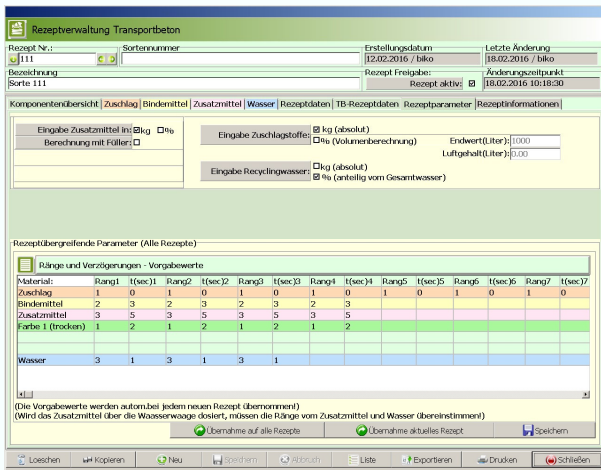 Rezeptverwaltung Transportbeton
Rezept Nr.: Sortennummer Erstellungsdatum Letzte Änderung
111 12.02.2016 / biko 18.02.2016 / biko
Bezeichnung Rezept Freigabe: Änderungszeitpunkt
Sorte 111 Rezept aktiv: 18.02.2016 10:18:30
Komponentenübersicht Zuschlag Bindemittel Zusatzmittel Wasser Rezeptdaten TB-Rezeptdaten Rezeptparameter Rezeptinformationen
Eingabe Zusatzmittel in: kg %
Berechnung mit Füller:
Eingabe Zuschlagstoffe: kg (absolut)
% (Volumenberechnung) Endwert(Liter): 1000
Luftgehalt(Liter): 0.00
Eingabe Recyclingwasser: kg (absolut)
% (anteilig vom Gesamtwasser)
Rezeptübergreifende Parameter (Alle Rezepte)
Ränge und Verzögerungen - Vorgabewerte
Material: Rang1 t(sec)1 Rang2 t(sec)2 Rang3 t(sec)3 Rang4 t(sec)4 Rang5 t(sec)5 Rang6 t(sec)6 Rang7 t(sec)7
Zuschlag 1 0 1 0 1 0 1 0 1 0 1 0 1 0
Bindemittel 2 3 2 3 2 3 2 3
Zusatzmittel 3 5 3 5 3 5 3 5
Farbe 1 (trocken) 1 2 1 2 1 2 1 2
Wasser 3 1 3 1 3 1
(Die Vorgabewerte werden autom.bei jedem neuen Rezept übernommen!)
(Wird das Zusatzmittel über die Waasserwaage dosiert, müssen die Ränge vom Zusatzmittel und Wasser übereinstimmen!)
Übernahme auf alle Rezepte Übernahme aktuelles Rezept Speichern
Loeschen Kopieren Neu Speichern Abbruch Liste Exportieren Drucken Schließen